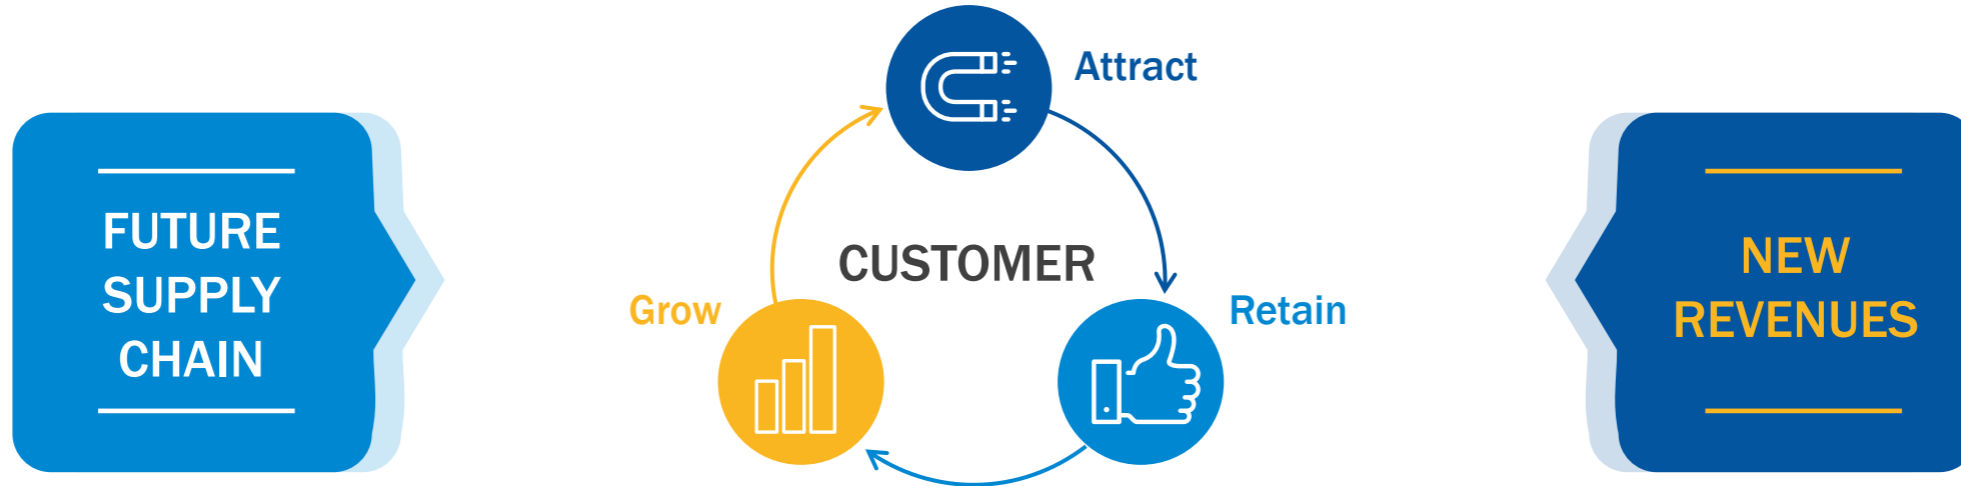 FUTURE
SUPPLY
CHAIN
Attract
CUSTOMER
Grow
Retain
NEW
REVENUES